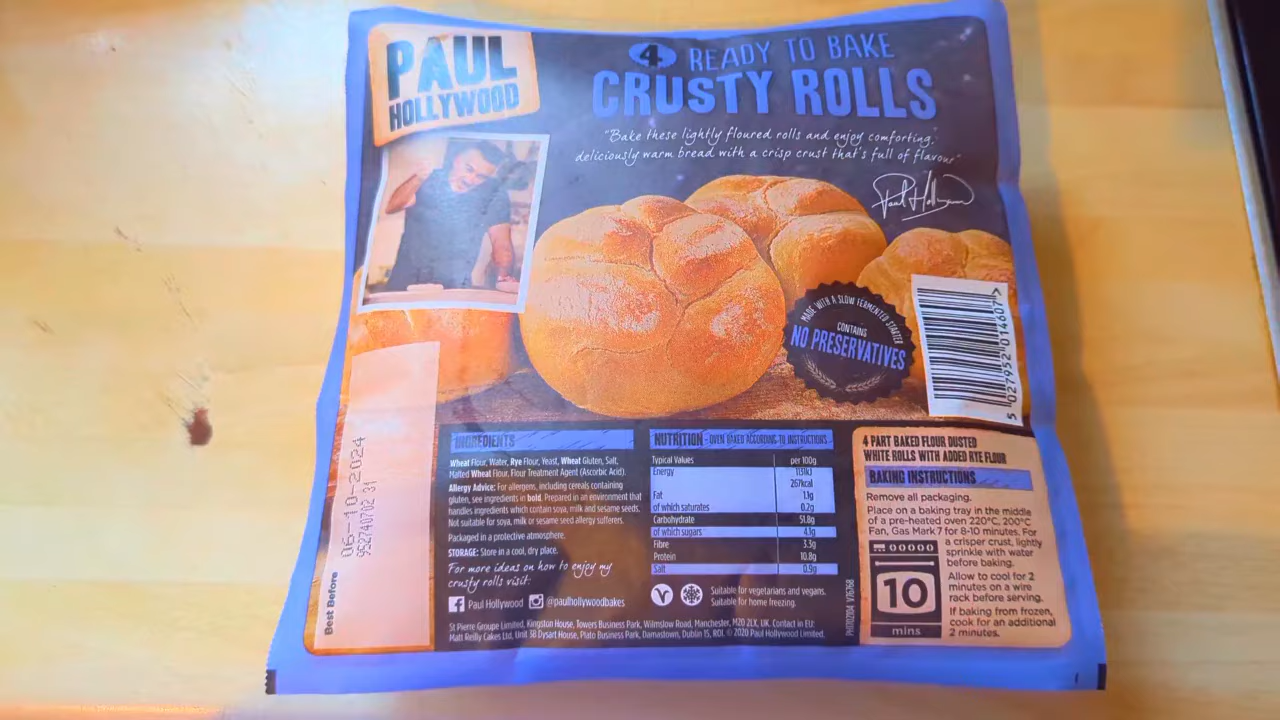 PAUL
HOLLYWOOD
4 READY TO BAKE
CRUSTY ROLLS
"Bake these lightly floured rolls and enjoy comforting,
deliciously warm bread with a crisp crust that's full of flavour"
Paul Hollywood
MADE WITH A SLOW FERMENTED STARTER
CONTAINS
NO PRESERVATIVES
5 027952 014607 >
Best Before
06-10-2024
INGREDIENTS
Wheat Flour, Water, Rye Flour, Yeast, Wheat Gluten, Salt,
Malted Wheat Flour, Flour Treatment Agent (Ascorbic Acid).
Allergy Advice: For allergens, including cereals containing
gluten, see ingredients in bold. Prepared in an environment that
handles ingredients which contain soya, milk and sesame seeds.
Not suitable for soya, milk or sesame seed allergy sufferers.
Packaged in a protective atmosphere.
STORAGE: Store in a cool, dry place.
For more ideas on how to enjoy my
crusty rolls visit:
Paul Hollywood @paulhollywoodbakes
NUTRITION - OVEN BAKED ACCORDING TO INSTRUCTIONS
Typical Values per 100g
Energy 1131kJ
267kcal
Fat 1.1g
of which saturates 0.2g
Carbohydrate 51.8g
of which sugars 4.1g
Fibre 3.3g
Protein 10.8g
Salt 0.9g
V
Suitable for vegetarians and vegans.
Suitable for home freezing.
St Pierre Groupe Limited, Kingston House, Towers Business Park, Wilmslow Road, Manchester, M20 2LX, UK. Contact in EU:
Matt Reilly Cakes Ltd, Unit 3B Dysart House, Plato Business Park, Damastown, Dublin 15, ROI. © 2020 Paul Hollywood Limited.
4 PART BAKED FLOUR DUSTED
WHITE ROLLS WITH ADDED RYE FLOUR
BAKING INSTRUCTIONS
Remove all packaging.
Place on a baking tray in the middle
of a pre-heated oven 220°C, 200°C
Fan, Gas Mark 7 for 8-10 minutes. For
a crisper crust, lightly
sprinkle with water
before baking.
Allow to cool for 2
minutes on a wire
rack before serving.
If baking from frozen,
cook for an additional
2 minutes.
10
mins